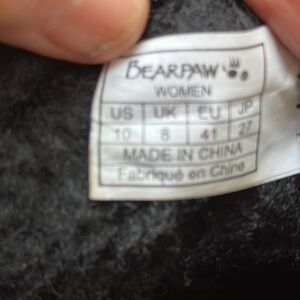 BEARPAW
WOMEN
US UK EU JP
10 8 41 27
MADE IN CHINA
Fabriqué en Chine